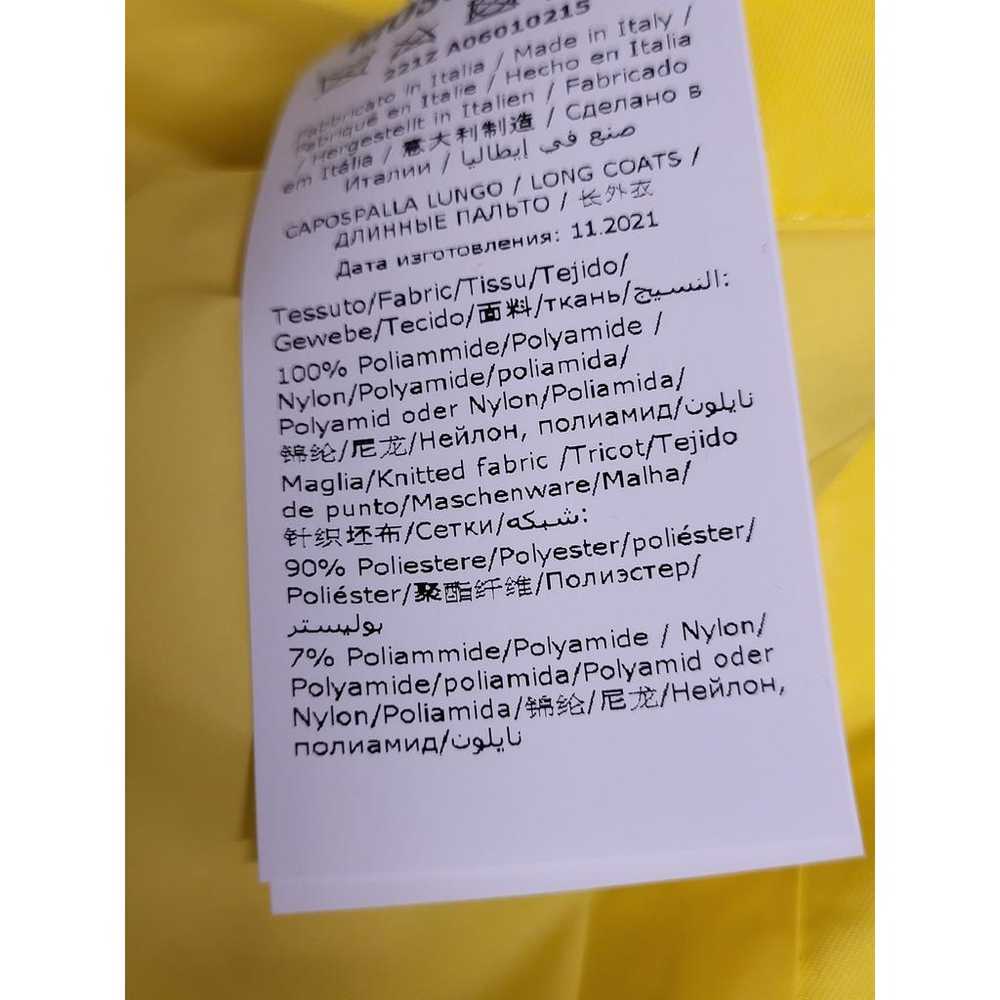 221Z A06010215
Fabbricato in Italia / Made in Italy /
Fabriqué en Italie / Hecho en Italia
/ Hergestellt in Italien / Fabricado
em Itália / 意大利制造 / Сделано в
Италии / صنع في إيطاليا
CAPOSPALLA LUNGO / LONG COATS /
ДЛИННЫЕ ПАЛЬТО / 长外衣
Дата изготовления: 11.2021
Tessuto/Fabric/Tissu/Tejido/
Gewebe/Tecido/面料/ткань/النسيج:
100% Poliammide/Polyamide /
Nylon/Polyamide/poliamida/
Polyamid oder Nylon/Poliamida/
锦纶/尼龙/Нейлон, полиамид/نايلون
Maglia/Knitted fabric /Tricot/Tejido
de punto/Maschenware/Malha/
针织坯布/Сетки/شبكه:
90% Poliestere/Polyester/poliéster/
Poliéster/聚酯纤维/Полиэстер/
بوليستر
7% Poliammide/Polyamide / Nylon/
Polyamide/poliamida/Polyamid oder
Nylon/Poliamida/锦纶/尼龙/Нейлон,
полиамид/نايلون